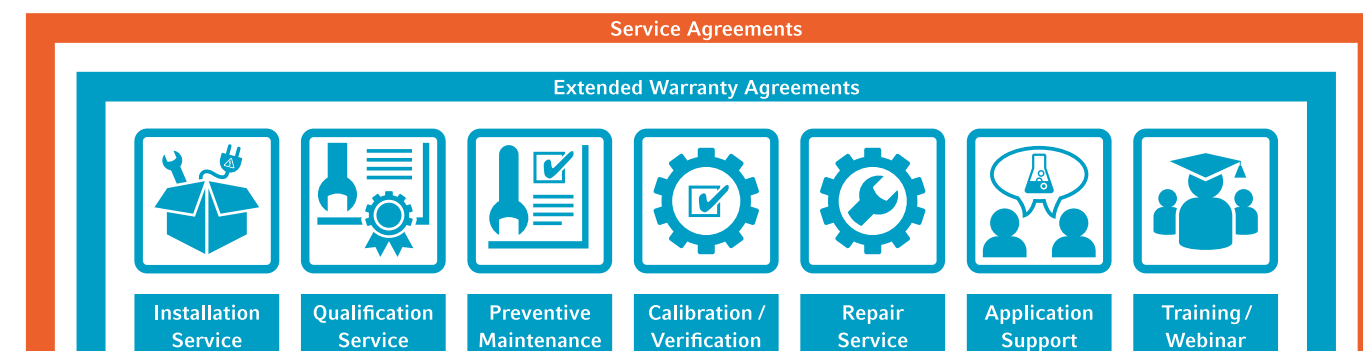 Service Agreements
Extended Warranty Agreements
Installation
Service
Qualification
Service
Preventive
Maintenance
Calibration /
Verification
Repair
Service
Application
Support
Training /
Webinar